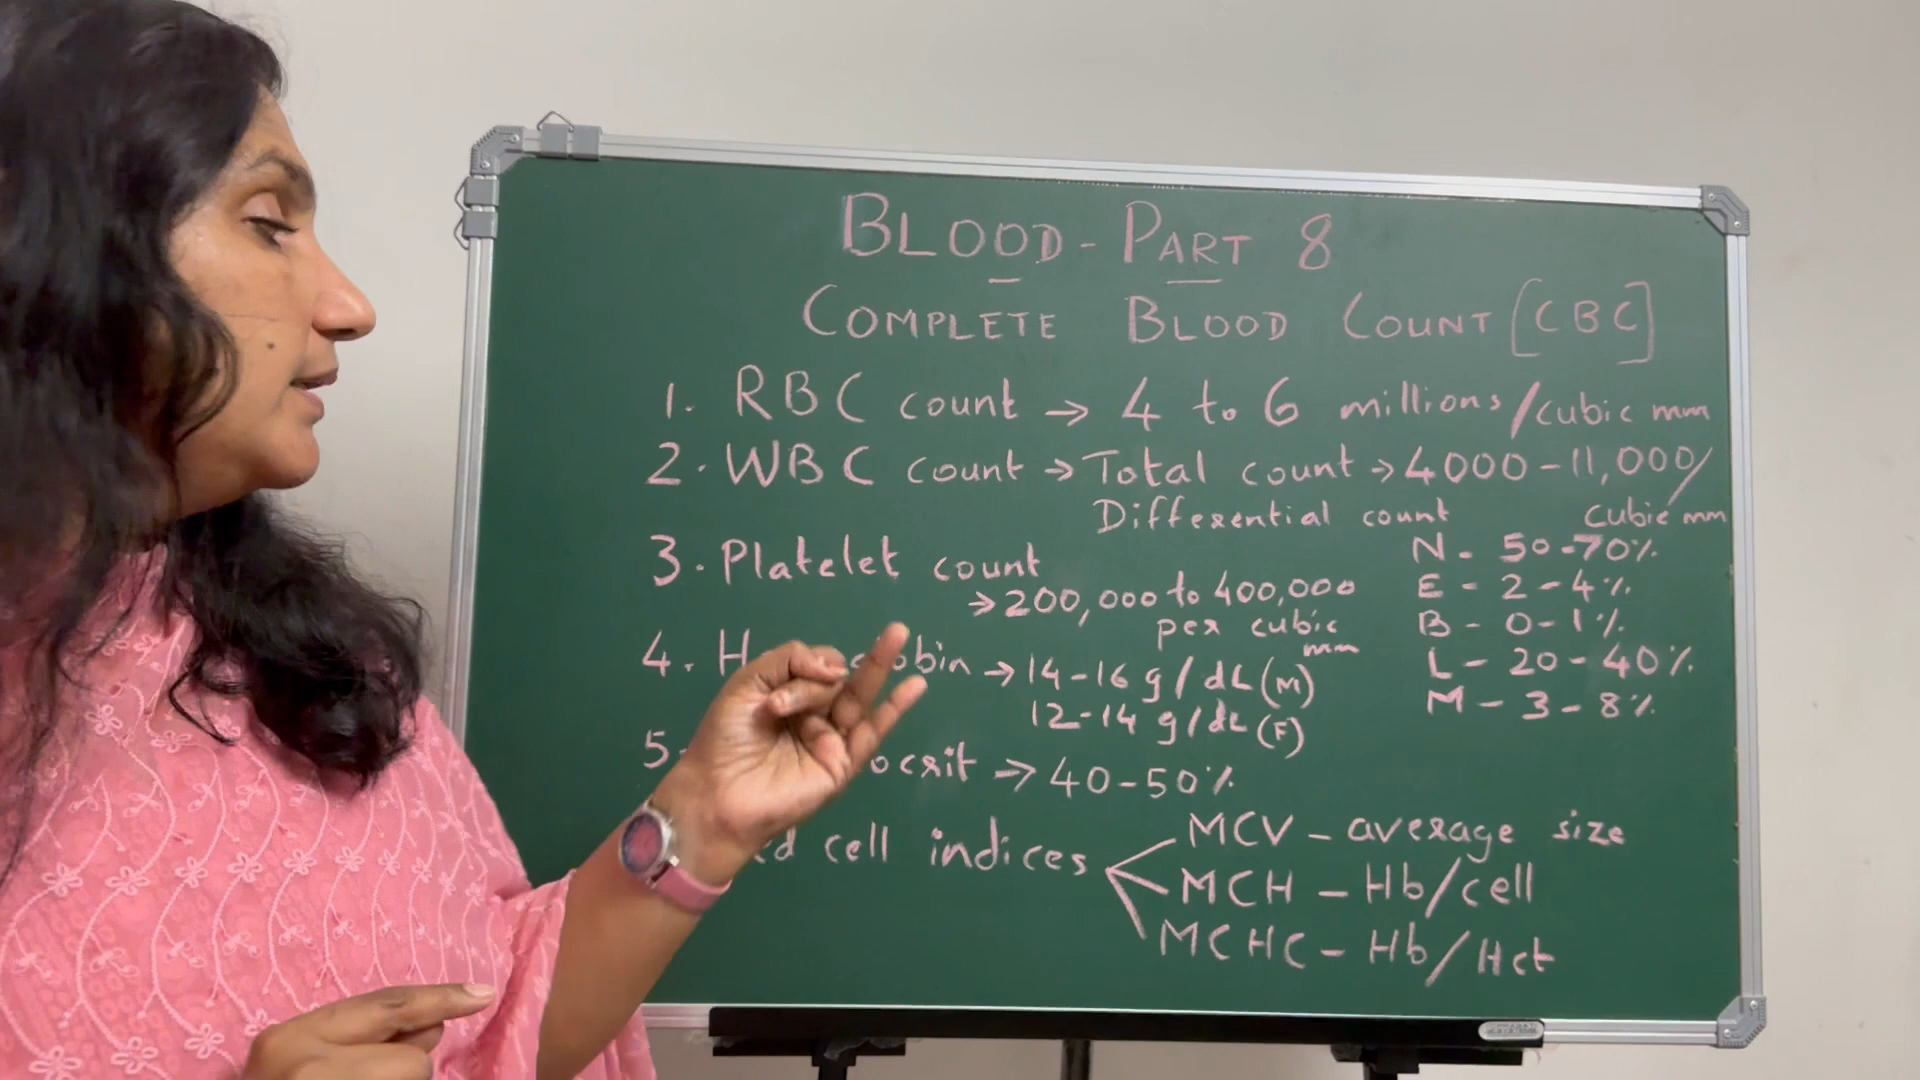 BLOOD - PART 8
COMPLETE BLOOD COUNT [CBC]
1. RBC count → 4 to 6 millions/cubic mm
2. WBC count → Total count → 4000 - 11,000/
cubic mm
Differential count
N - 50-70%
E - 2-4%
B - 0-1%
L - 20-40%
M - 3-8%
3. Platelet count
→ 200,000 to 400,000
per cubic
mm
4. → 14-16 g/dL (M)
12-14 g/dL (F)
5. → 40-50%
cell indices
MCV - average size
MCH - Hb/cell
MCHC - Hb/Hct